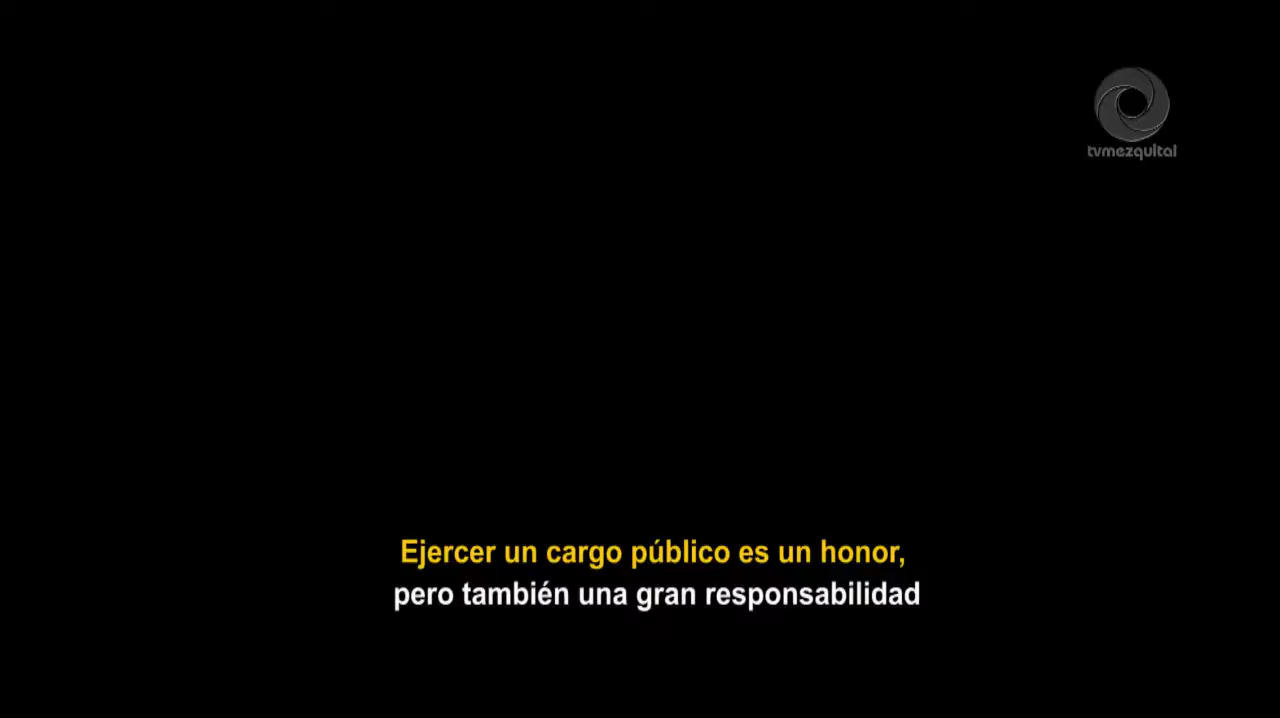 tvmezquital
Ejercer un cargo público es un honor,
pero también una gran responsabilidad